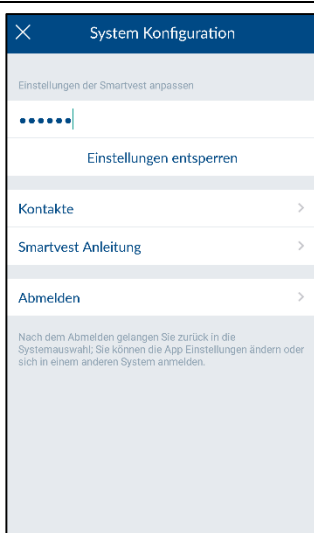 System Konfiguration
Einstellungen der Smartvest anpassen
••••••
Einstellungen entsperren
Kontakte
Smartvest Anleitung
Abmelden
Nach dem Abmelden gelangen Sie zurück in die
Systemauswahl; Sie können die App Einstellungen ändern oder
sich in einem anderen System anmelden.